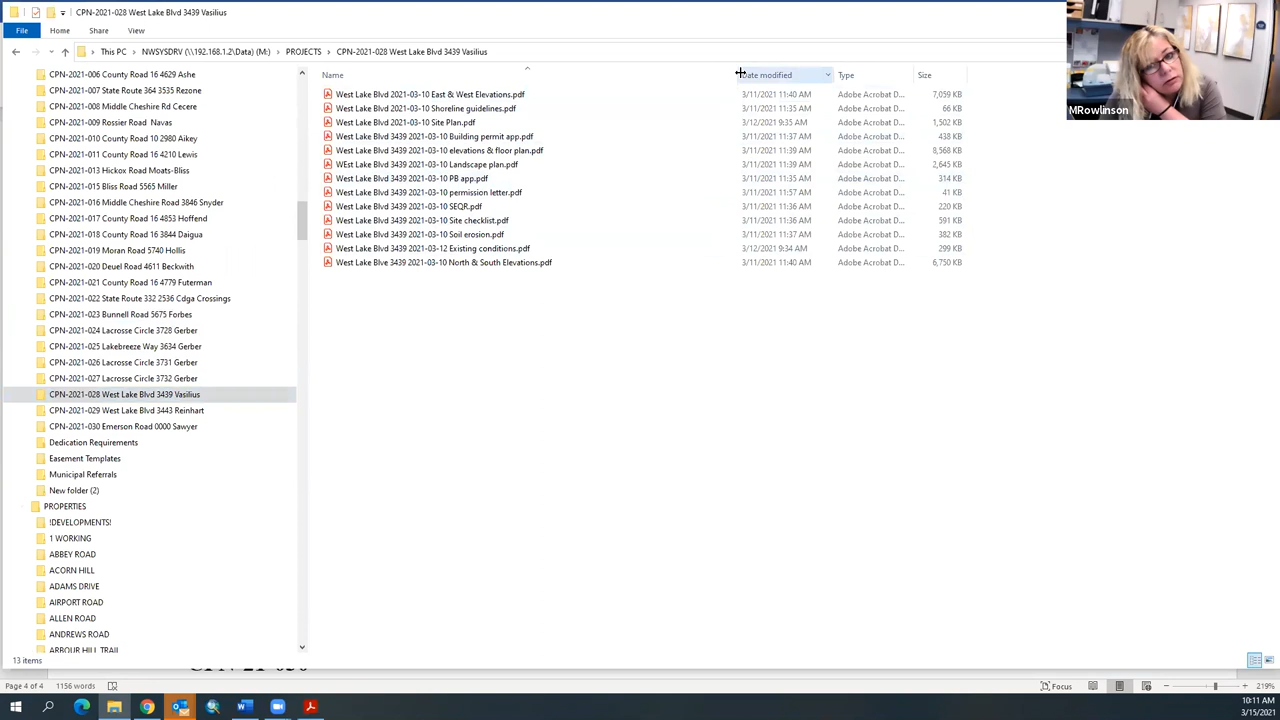 CPN-2021-028 West Lake Blvd 3439 Vasilius
File Home Share View
This PC NWSYSDRV (\\192.168.1.2\Data) (M:) PROJECTS CPN-2021-028 West Lake Blvd 3439 Vasilius
CPN-2021-006 County Road 16 4629 Ashe
CPN-2021-007 State Route 364 3535 Rezone
CPN-2021-008 Middle Cheshire Rd Cecere
CPN-2021-009 Rossier Road Navas
CPN-2021-010 County Road 10 2980 Aikey
CPN-2021-011 County Road 16 4210 Lewis
CPN-2021-013 Hickox Road Moats-Bliss
CPN-2021-015 Bliss Road 5565 Miller
CPN-2021-016 Middle Cheshire Road 3846 Snyder
CPN-2021-017 County Road 16 4853 Hoffend
CPN-2021-018 County Road 16 3844 Daigua
CPN-2021-019 Moran Road 5740 Hollis
CPN-2021-020 Deuel Road 4611 Beckwith
CPN-2021-021 County Road 16 4779 Futerman
CPN-2021-022 State Route 332 2536 Cdga Crossings
CPN-2021-023 Bunnell Road 5675 Forbes
CPN-2021-024 Lacrosse Circle 3728 Gerber
CPN-2021-025 Lakebreeze Way 3634 Gerber
CPN-2021-026 Lacrosse Circle 3731 Gerber
CPN-2021-027 Lacrosse Circle 3732 Gerber
CPN-2021-028 West Lake Blvd 3439 Vasilius
CPN-2021-029 West Lake Blvd 3443 Reinhart
CPN-2021-030 Emerson Road 0000 Sawyer
Dedication Requirements
Easement Templates
Municipal Referrals
New folder (2)
PROPERTIES
!DEVELOPMENTS!
1 WORKING
ABBEY ROAD
ACORN HILL
ADAMS DRIVE
AIRPORT ROAD
ALLEN ROAD
ANDREWS ROAD
ARBOUR HILL TRAIL
Name Date modified Type Size
West Lake Blvd 2021-03-10 East & West Elevations.pdf 3/11/2021 11:40 AM Adobe Acrobat D... 7,059 KB
West Lake Blvd 2021-03-10 Shoreline guidelines.pdf 3/11/2021 11:35 AM Adobe Acrobat D... 66 KB
West Lake Blvd 2021-03-10 Site Plan.pdf 3/12/2021 9:35 AM Adobe Acrobat D... 1,502 KB
West Lake Blvd 3439 2021-03-10 Building permit app.pdf 3/11/2021 11:37 AM Adobe Acrobat D... 438 KB
West Lake Blvd 3439 2021-03-10 elevations & floor plan.pdf 3/11/2021 11:39 AM Adobe Acrobat D... 8,568 KB
WEst Lake Blvd 3439 2021-03-10 Landscape plan.pdf 3/11/2021 11:39 AM Adobe Acrobat D... 2,645 KB
West Lake Blvd 3439 2021-03-10 PB app.pdf 3/11/2021 11:35 AM Adobe Acrobat D... 314 KB
West Lake Blvd 3439 2021-03-10 permission letter.pdf 3/11/2021 11:57 AM Adobe Acrobat D... 41 KB
West Lake Blvd 3439 2021-03-10 SEQR.pdf 3/11/2021 11:36 AM Adobe Acrobat D... 220 KB
West Lake Blvd 3439 2021-03-10 Site checklist.pdf 3/11/2021 11:36 AM Adobe Acrobat D... 591 KB
West Lake Blvd 3439 2021-03-10 Soil erosion.pdf 3/11/2021 11:37 AM Adobe Acrobat D... 382 KB
West Lake Blvd 3439 2021-03-12 Existing conditions.pdf 3/12/2021 9:34 AM Adobe Acrobat D... 299 KB
West Lake Blve 3439 2021-03-10 North & South Elevations.pdf 3/11/2021 11:40 AM Adobe Acrobat D... 6,750 KB
MRowlinson
13 items
Page 4 of 4 1156 words Focus 219%
10:11 AM
3/15/2021